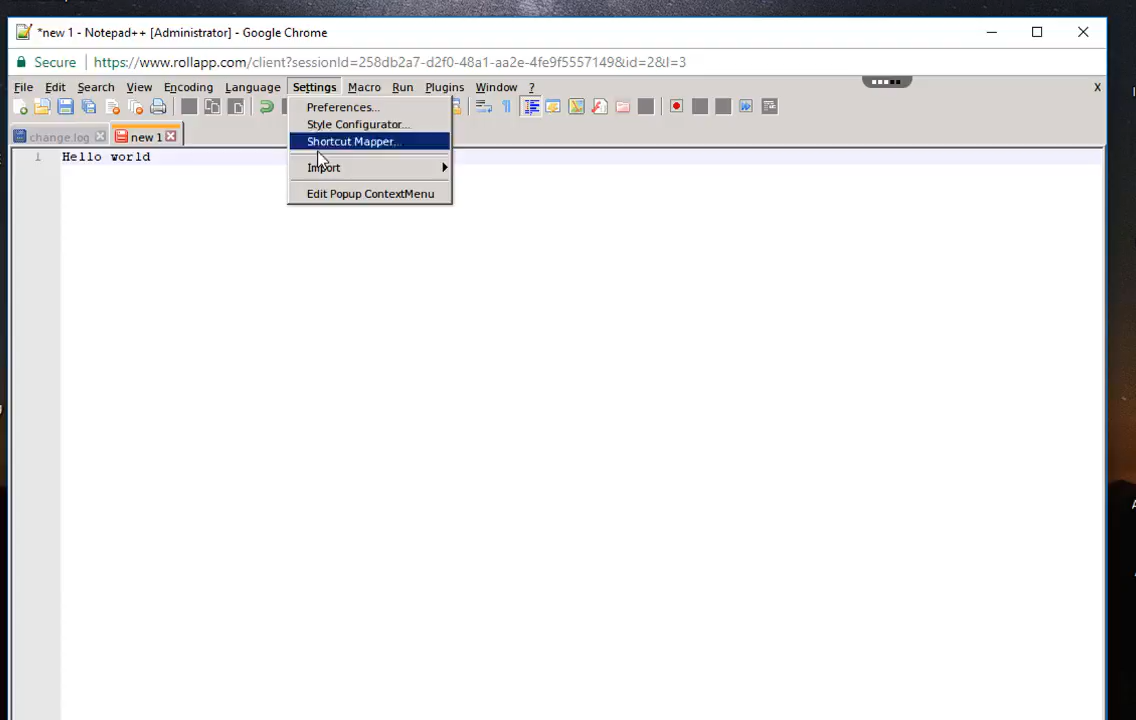 *new 1 - Notepad++ [Administrator] - Google Chrome
Secure https://www.rollapp.com/client?sessionId=258db2a7-d2f0-48a1-aa2e-4fe9f5557149&id=2&l=3
File Edit Search View Encoding Language Settings Macro Run Plugins Window ? X
Preferences...
Style Configurator...
change.log new 1
Shortcut Mapper...
1 Hello world
Import
Edit Popup ContextMenu